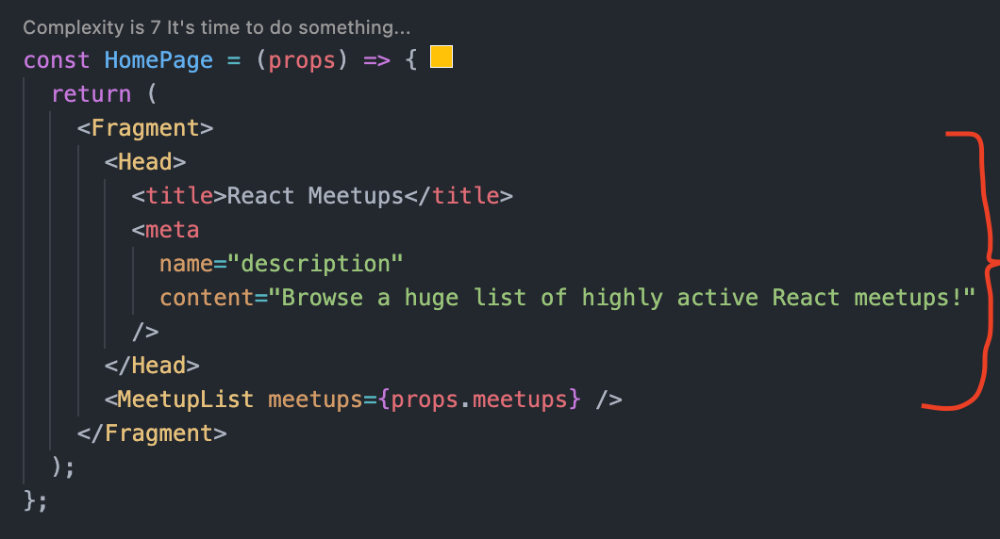 Complexity is 7 It's time to do something...
const HomePage = (props) => {
return (
<Fragment>
<Head>
<title>React Meetups</title>
<meta
name="description"
content="Browse a huge list of highly active React meetups!"
/>
</Head>
<MeetupList meetups={props.meetups} />
</Fragment>
);
};